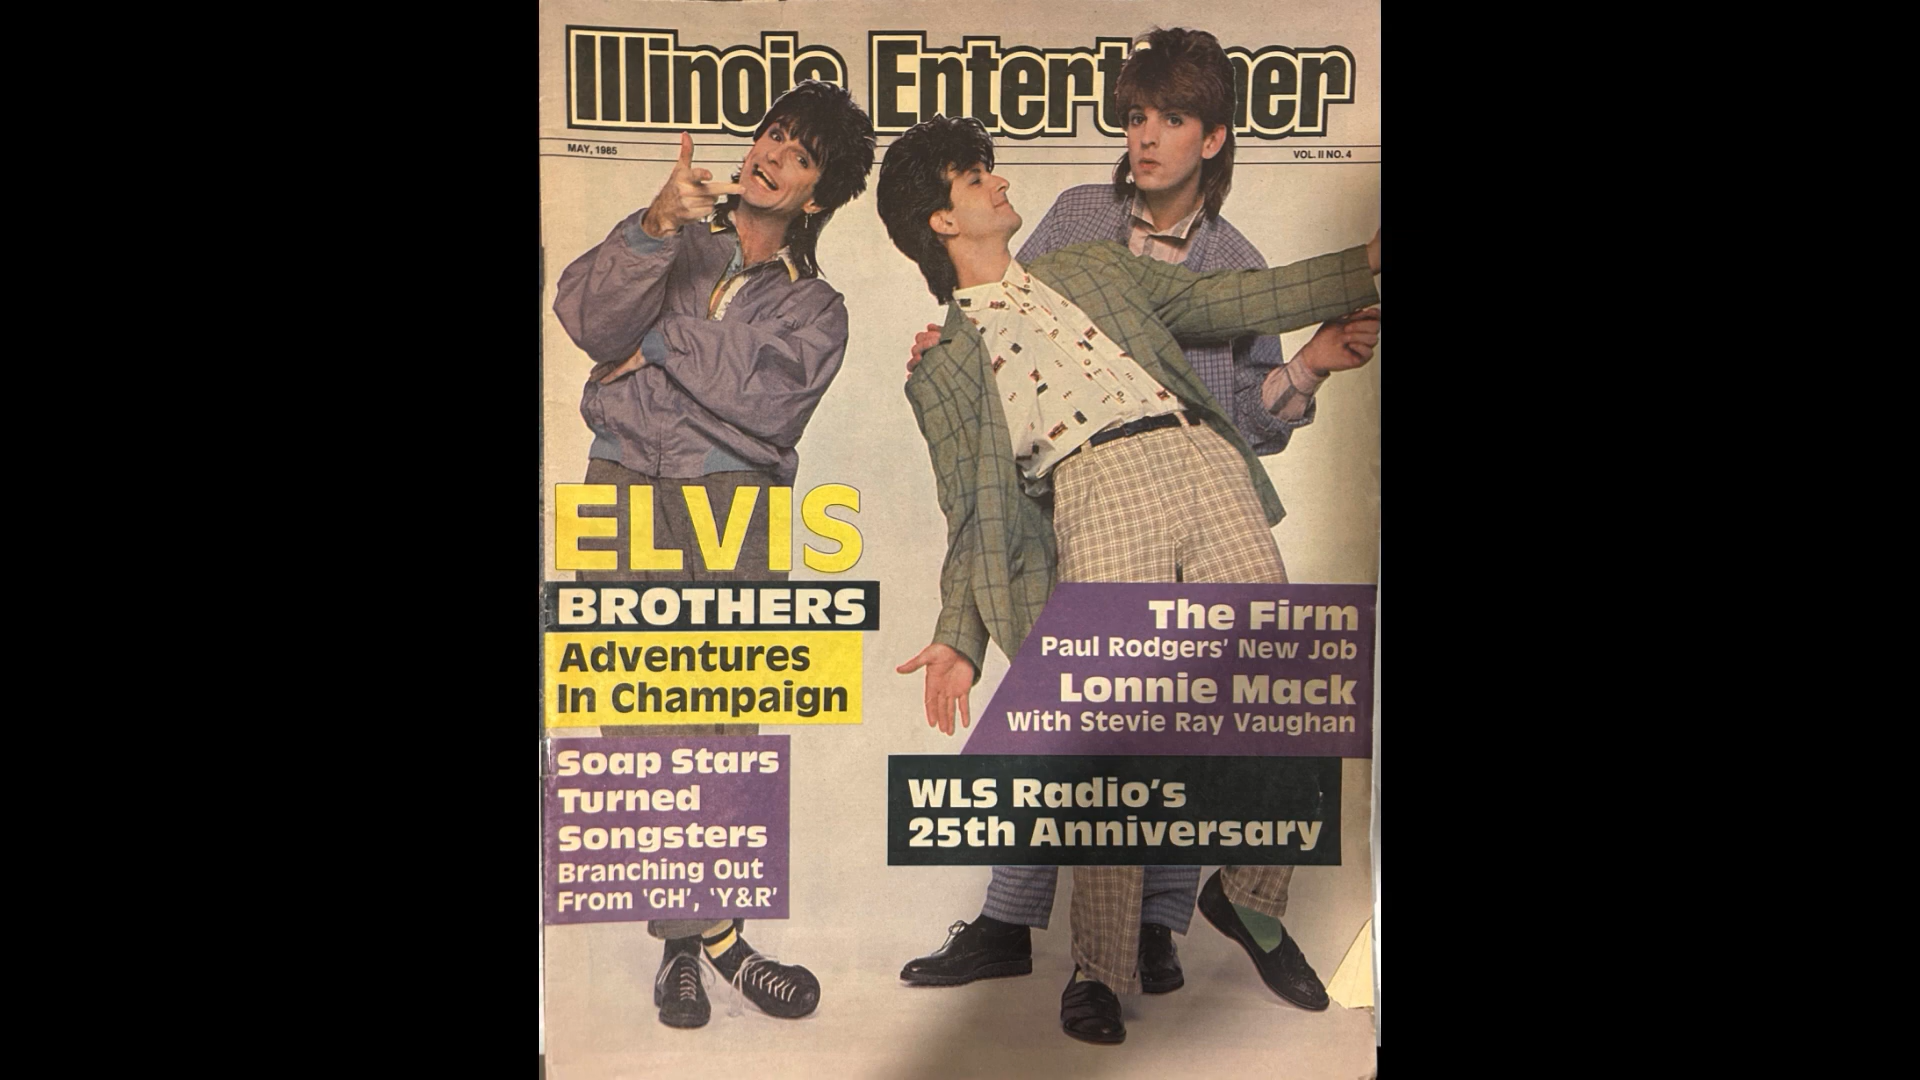 Illinois Entertainer
MAY, 1985
VOL. II NO. 4
ELVIS
BROTHERS
Adventures
In Champaign
Soap Stars
Turned
Songsters
Branching Out
From 'GH', 'Y&R'
The Firm
Paul Rodgers' New Job
Lonnie Mack
With Stevie Ray Vaughan
WLS Radio's
25th Anniversary